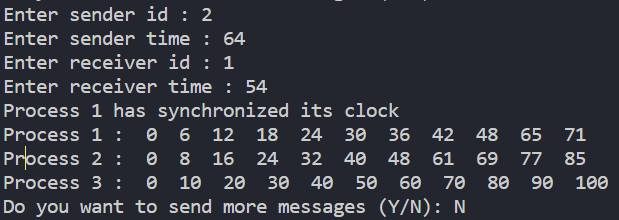 Enter sender id : 2
Enter sender time : 64
Enter receiver id : 1
Enter receiver time : 54
Process 1 has synchronized its clock
Process 1 :  0  6  12  18  24  30  36  42  48  65  71
Process 2 :  0  8  16  24  32  40  48  61  69  77  85
Process 3 :  0  10  20  30  40  50  60  70  80  90  100
Do you want to send more messages (Y/N): N